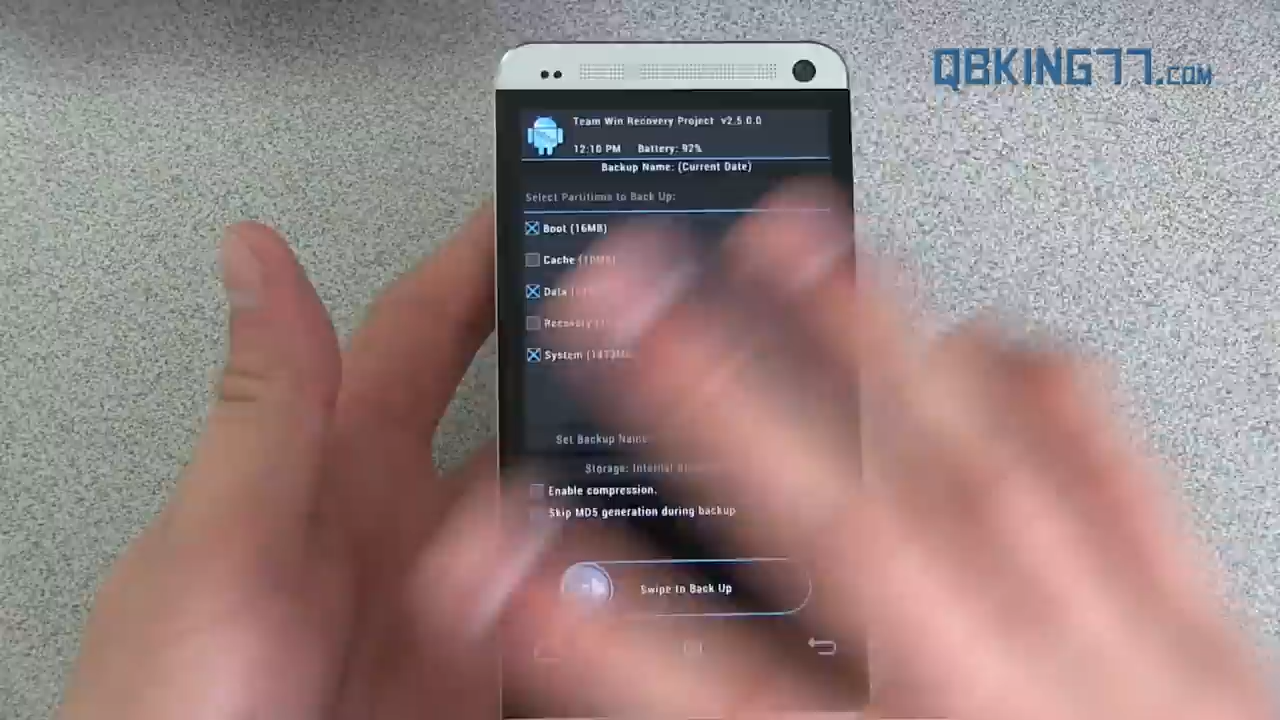 QBKING77.COM
Team Win Recovery Project v2.5.0.0
12:10 PM Battery: 92%
Backup Name: (Current Date)
Select Partitions to Back Up:
Boot (16MB)
Cache
Data
Recovery
System (1473MB
Set Backup Name
Storage: Internal
Enable compression.
Skip MD5 generation during backup
Swipe to Back Up